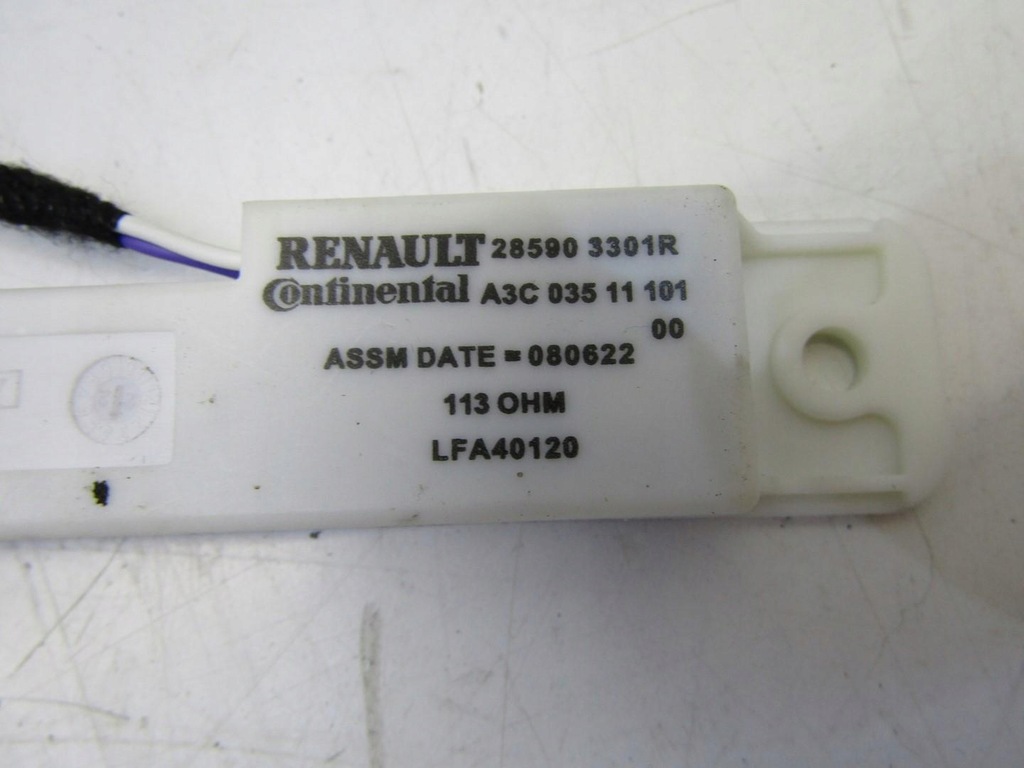 RENAULT 28590 3301R
Continental A3C 035 11 101
00
ASSM DATE = 080622
113 OHM
LFA40120